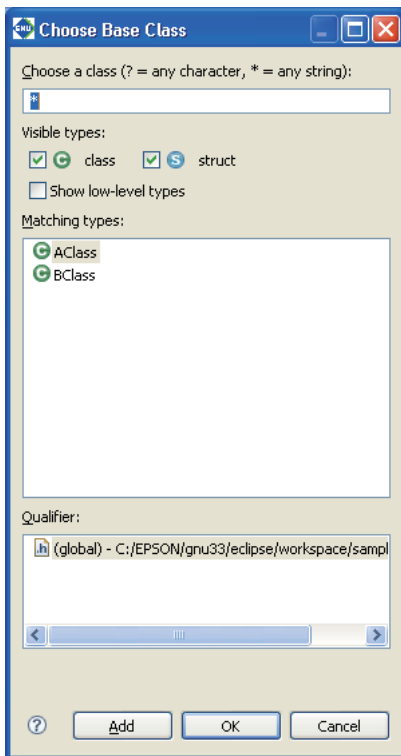 GNU Choose Base Class
Choose a class (? = any character, * = any string):
*
Visible types:
C class S struct
Show low-level types
Matching types:
C AClass
C BClass
Qualifier:
.h (global) - C:/EPSON/gnu33/eclipse/workspace/sampl
? Add OK Cancel